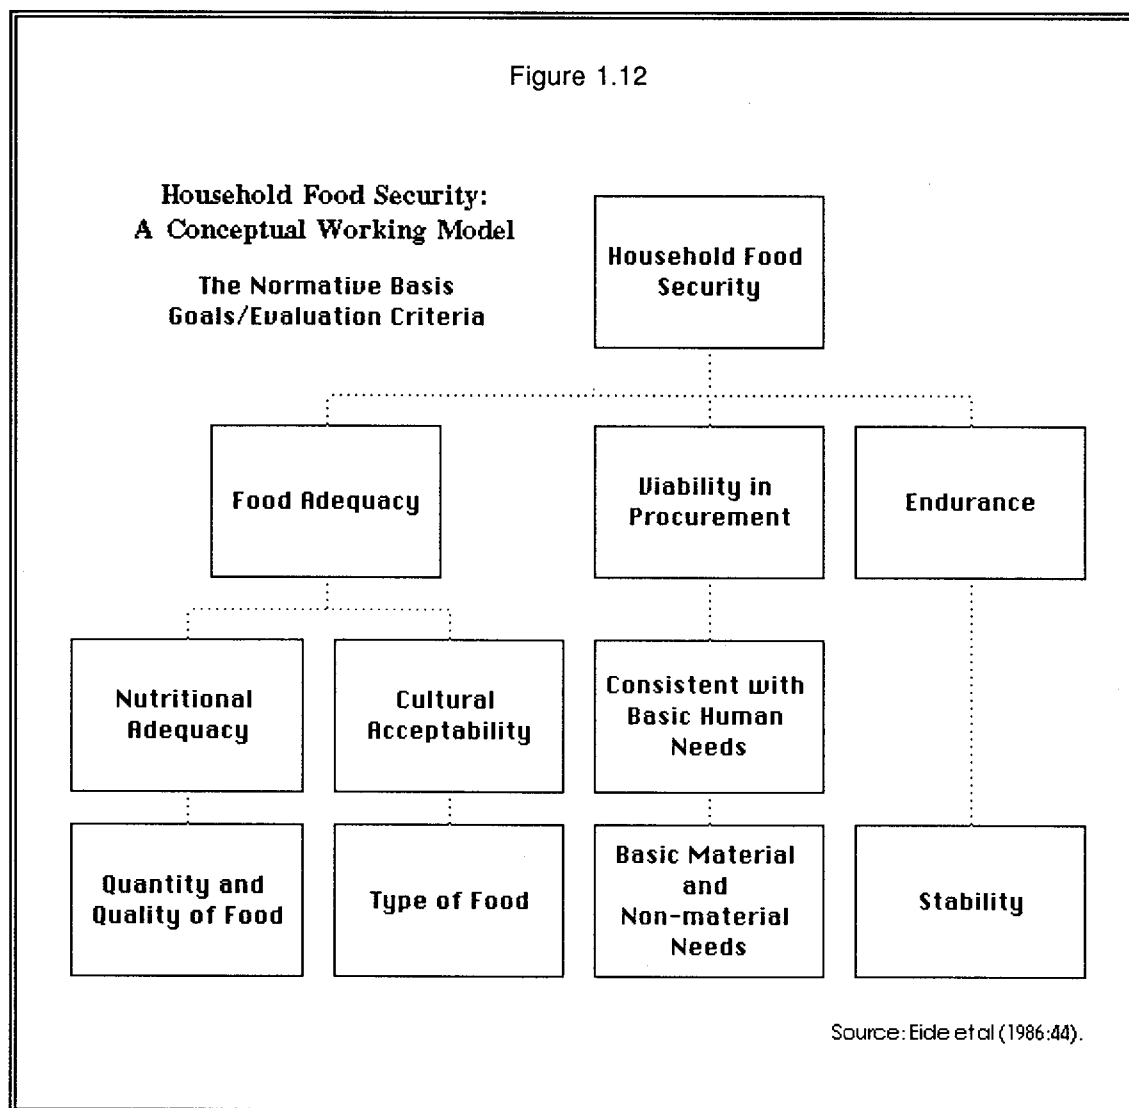 Figure 1.12
Household Food Security:
A Conceptual Working Model
The Normative Basis
Goals/Evaluation Criteria
Household Food
Security
Food Adequacy
Viability in
Procurement
Endurance
Nutritional
Adequacy
Cultural
Acceptability
Consistent with
Basic Human
Needs
Quantity and
Quality of Food
Type of Food
Basic Material
and
Non-material
Needs
Stability
Source: Eide et al (1986:44).